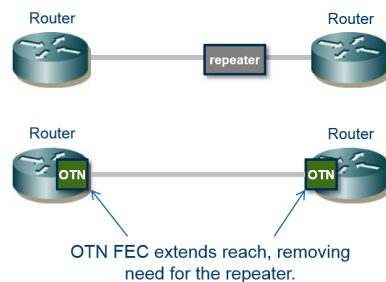 Router
Router
repeater
Router
Router
OTN
OTN
OTN FEC extends reach, removing
need for the repeater.